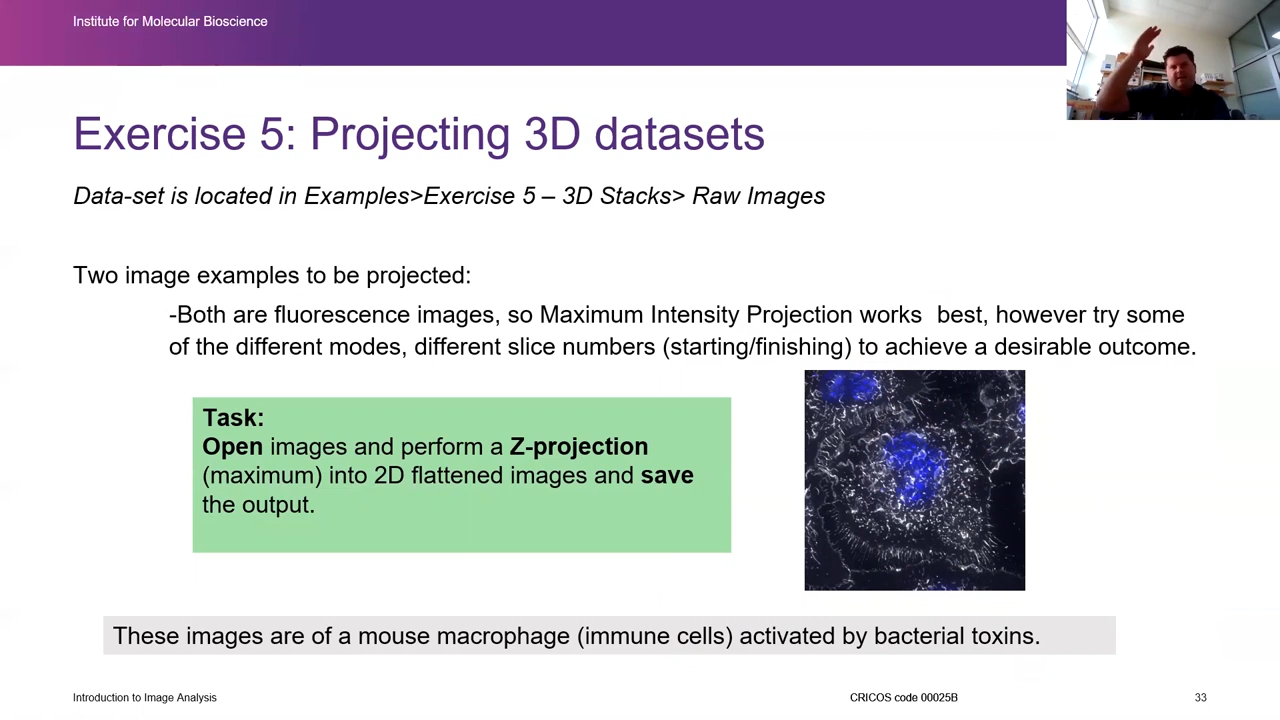 Institute for Molecular Bioscience
Exercise 5: Projecting 3D datasets
Data-set is located in Examples>Exercise 5 – 3D Stacks> Raw Images
Two image examples to be projected:
-Both are fluorescence images, so Maximum Intensity Projection works best, however try some
of the different modes, different slice numbers (starting/finishing) to achieve a desirable outcome.
Task:
Open images and perform a Z-projection
(maximum) into 2D flattened images and save
the output.
These images are of a mouse macrophage (immune cells) activated by bacterial toxins.
Introduction to Image Analysis
CRICOS code 00025B
33